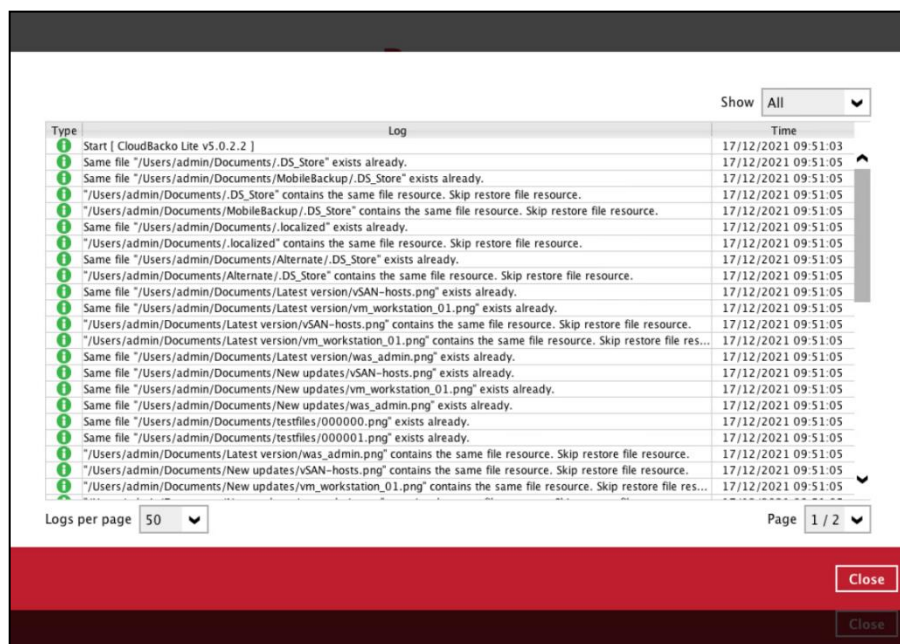 Show All
Type Log Time
Start [ CloudBacko Lite v5.0.2.2 ] 17/12/2021 09:51:03
Same file "/Users/admin/Documents/.DS_Store" exists already. 17/12/2021 09:51:05
Same file "/Users/admin/Documents/MobileBackup/.DS_Store" exists already. 17/12/2021 09:51:05
"/Users/admin/Documents/.DS_Store" contains the same file resource. Skip restore file resource. 17/12/2021 09:51:05
"/Users/admin/Documents/MobileBackup/.DS_Store" contains the same file resource. Skip restore file resource. 17/12/2021 09:51:05
Same file "/Users/admin/Documents/.localized" exists already. 17/12/2021 09:51:05
"/Users/admin/Documents/.localized" contains the same file resource. Skip restore file resource. 17/12/2021 09:51:05
Same file "/Users/admin/Documents/Alternate/.DS_Store" exists already. 17/12/2021 09:51:05
"/Users/admin/Documents/Alternate/.DS_Store" contains the same file resource. Skip restore file resource. 17/12/2021 09:51:05
Same file "/Users/admin/Documents/Latest version/vSAN-hosts.png" exists already. 17/12/2021 09:51:05
Same file "/Users/admin/Documents/Latest version/vm_workstation_01.png" exists already. 17/12/2021 09:51:05
"/Users/admin/Documents/Latest version/vSAN-hosts.png" contains the same file resource. Skip restore file resource. 17/12/2021 09:51:05
"/Users/admin/Documents/Latest version/vm_workstation_01.png" contains the same file resource. Skip restore file res... 17/12/2021 09:51:05
Same file "/Users/admin/Documents/Latest version/was_admin.png" exists already. 17/12/2021 09:51:05
Same file "/Users/admin/Documents/New updates/vSAN-hosts.png" exists already. 17/12/2021 09:51:05
Same file "/Users/admin/Documents/New updates/vm_workstation_01.png" exists already. 17/12/2021 09:51:05
Same file "/Users/admin/Documents/New updates/was_admin.png" exists already. 17/12/2021 09:51:05
Same file "/Users/admin/Documents/testfiles/000000.png" exists already. 17/12/2021 09:51:05
Same file "/Users/admin/Documents/testfiles/000001.png" exists already. 17/12/2021 09:51:05
"/Users/admin/Documents/Latest version/was_admin.png" contains the same file resource. Skip restore file resource. 17/12/2021 09:51:05
"/Users/admin/Documents/New updates/vSAN-hosts.png" contains the same file resource. Skip restore file resource. 17/12/2021 09:51:05
"/Users/admin/Documents/New updates/vm_workstation_01.png" contains the same file resource. Skip restore file res... 17/12/2021 09:51:05
Logs per page 50 Page 1 / 2
Close
Close